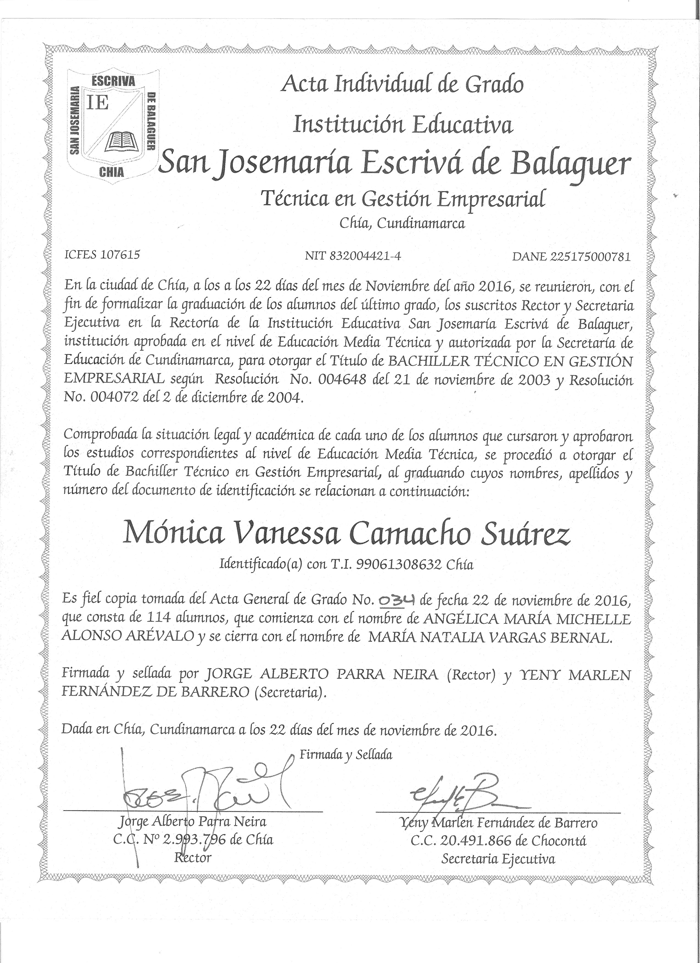 ESCRIVA
SAN JOSEMARIA
IE
DE BALAGUER
CHIA
Acta Individual de Grado
Institución Educativa
San Josemaría Escrivá de Balaguer
Técnica en Gestión Empresarial
Chía, Cundinamarca
ICFES 107615 NIT 832004421-4 DANE 225175000781
En la ciudad de Chía, a los a los 22 días del mes de Noviembre del año 2016, se reunieron, con el
fin de formalizar la graduación de los alumnos del último grado, los suscritos Rector y Secretaria
Ejecutiva en la Rectoría de la Institución Educativa San Josemaría Escrivá de Balaguer,
institución aprobada en el nivel de Educación Media Técnica y autorizada por la Secretaría de
Educación de Cundinamarca, para otorgar el Título de BACHILLER TÉCNICO EN GESTIÓN
EMPRESARIAL según Resolución No. 004648 del 21 de noviembre de 2003 y Resolución
No. 004072 del 2 de diciembre de 2004.
Comprobada la situación legal y académica de cada uno de los alumnos que cursaron y aprobaron
los estudios correspondientes al nivel de Educación Media Técnica, se procedió a otorgar el
Título de Bachiller Técnico en Gestión Empresarial, al graduando cuyos nombres, apellidos y
número del documento de identificación se relacionan a continuación:
Mónica Vanessa Camacho Suárez
Identificado(a) con T.I. 99061308632 Chía
Es fiel copia tomada del Acta General de Grado No. 034 de fecha 22 de noviembre de 2016,
que consta de 114 alumnos, que comienza con el nombre de ANGÉLICA MARÍA MICHELLE
ALONSO ARÉVALO y se cierra con el nombre de MARÍA NATALIA VARGAS BERNAL.
Firmada y sellada por JORGE ALBERTO PARRA NEIRA (Rector) y YENY MARLEN
FERNÁNDEZ DE BARRERO (Secretaria).
Dada en Chía, Cundinamarca a los 22 días del mes de noviembre de 2016.
Firmada y Sellada
Jorge Alberto Parra Neira Yeny Marlen Fernández de Barrero
C.C. Nº 2.993.796 de Chía C.C. 20.491.866 de Chocontá
Rector Secretaria Ejecutiva